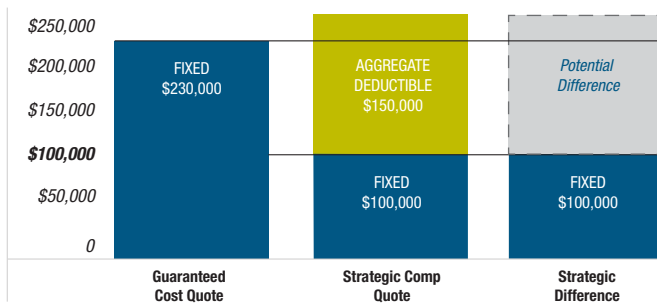 $250,000
$200,000
$150,000
$100,000
$50,000
0
FIXED
$230,000
AGGREGATE
DEDUCTIBLE
$150,000
FIXED
$100,000
Potential
Difference
FIXED
$100,000
Guaranteed
Cost Quote
Strategic Comp
Quote
Strategic
Difference